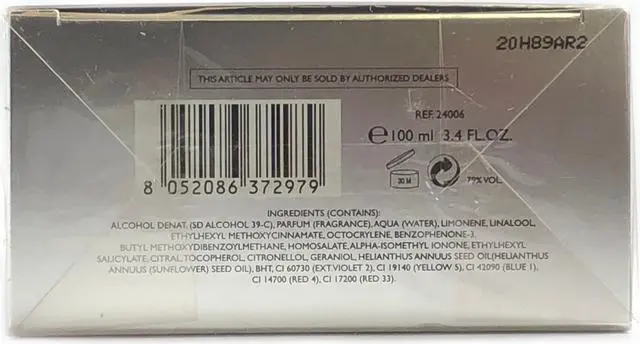 20H89AR2
THIS ARTICLE MAY ONLY BE SOLD BY AUTHORIZED DEALERS
REF. 24006
℮100 ml 3.4 FL.OZ.
30 M
79% VOL.
8 052086 372979
INGREDIENTS (CONTAINS):
ALCOHOL DENAT. (SD ALCOHOL 39-C), PARFUM (FRAGRANCE), AQUA (WATER), LIMONENE, LINALOOL,
ETHYLHEXYL METHOXYCINNAMATE, OCTOCRYLENE, BENZOPHENONE-3,
BUTYL METHOXYDIBENZOYLMETHANE, HOMOSALATE, ALPHA-ISOMETHYL IONONE, ETHYLHEXYL
SALICYLATE, CITRAL, TOCOPHEROL, CITRONELLOL, GERANIOL, HELIANTHUS ANNUUS SEED OIL(HELIANTHUS
ANNUUS (SUNFLOWER) SEED OIL), BHT, CI 60730 (EXT.VIOLET 2), CI 19140 (YELLOW 5), CI 42090 (BLUE 1),
CI 14700 (RED 4), CI 17200 (RED 33).